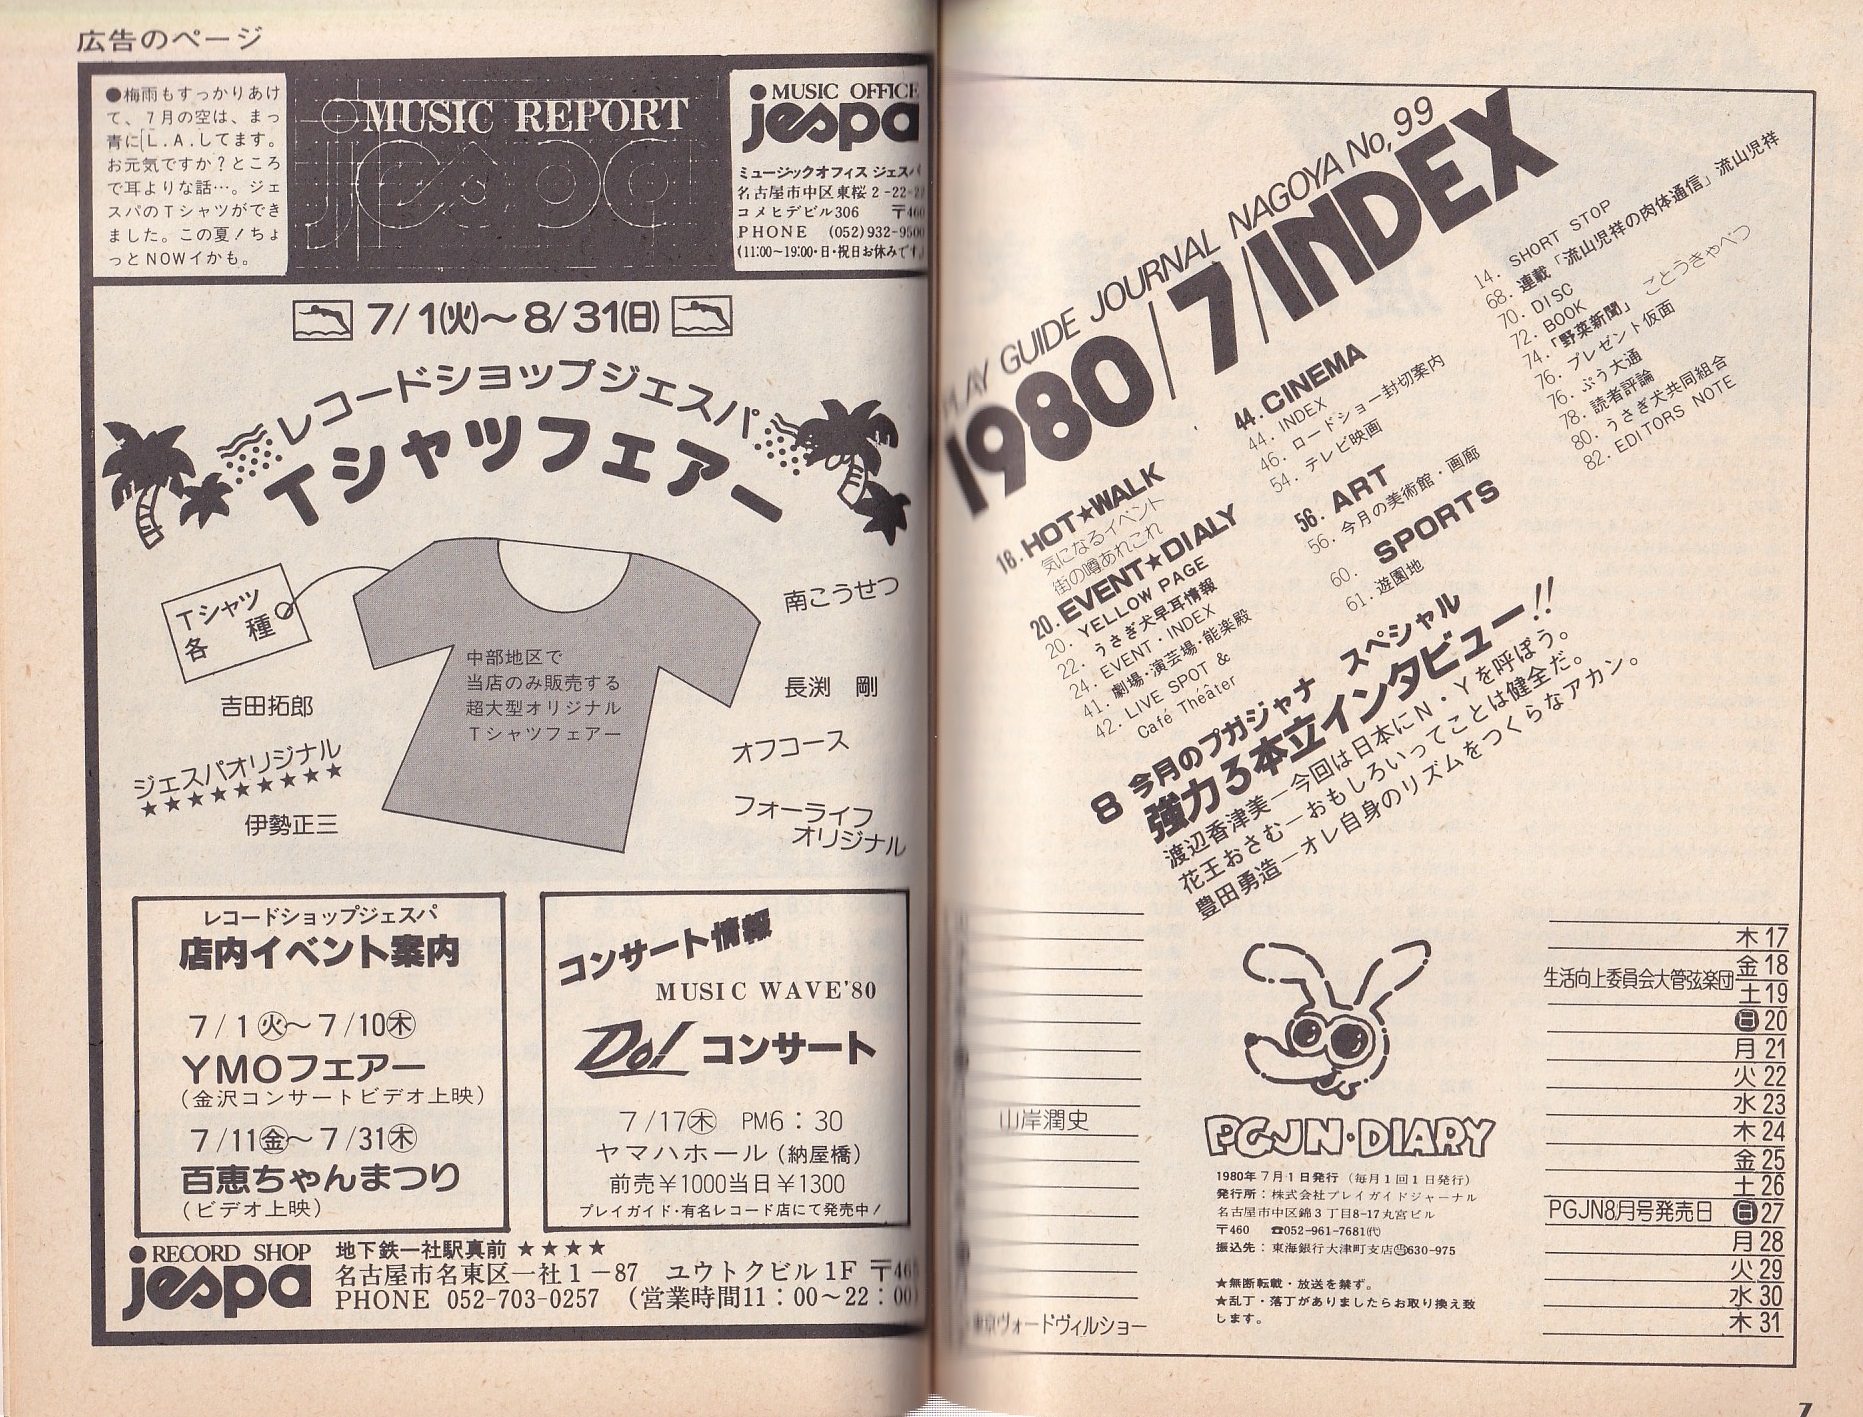 広告のページ
●梅雨もすっかりあけ
て、7月の空は、まっ
青にL.A.してます。
お元気ですか？ところ
で耳よりな話…。ジェ
スパのTシャツができ
ました。この夏！ちょ
っとNOWイかも。
MUSIC REPORT
jespa
MUSIC OFFICE
jespa
ミュージックオフィス ジェスパ
名古屋市中区東桜2-22-
コメヒデビル306 〒460
PHONE (052)932-9500
(11:00~19:00・日・祝日お休みです。)
7/1(火)〜8/31(日)
レコードショップジェスパ
Tシャツフェアー
Tシャツ
各種
中部地区で
当店のみ販売する
超大型オリジナル
Tシャツフェアー
南こうせつ
長渕 剛
オフコース
フォーライフ
オリジナル
吉田拓郎
ジェスパオリジナル
★★★★★★★★★
伊勢正三
レコードショップジェスパ
店内イベント案内
7/1㊋〜7/10㊍
YMOフェアー
(金沢コンサートビデオ上映)
7/11㊎〜7/31㊍
百恵ちゃんまつり
(ビデオ上映)
コンサート情報
MUSIC WAVE'80
Do! コンサート
7/17㊍ PM6：30
ヤマハホール(納屋橋)
前売￥1000当日￥1300
プレイガイド・有名レコード店にて発売中！
RECORD SHOP
jespa
地下鉄一社駅真前 ★★★★
名古屋市名東区一社1−87 ユウトクビル1F 〒46
PHONE 052-703-0257 (営業時間11：00〜22：00)
PLAY GUIDE JOURNAL NAGOYA No,99
1980/7/INDEX
18.HOT★WALK
気になるイベント
街の噂あれこれ
20.EVENT★DIALY
20. YELLOW PAGE
22. うさぎ犬早耳情報
24. EVENT・INDEX
41. 劇場・演芸場・能楽殿
42. LIVE SPOT &
Café Théâter
44.CINEMA
44. INDEX
46. ロードショー封切案内
54. テレビ映画
56. ART
56. 今月の美術館・画廊
60. SPORTS
61. 遊園地
14. SHORT STOP
68. 連載「流山児祥の肉体通信」流山児祥
70. DISC
72. BOOK
74.「野菜新聞」ごとうきゃべつ
76. プレゼント仮面
76. ぷう大通
78. 読者評論
80. うさぎ犬共同組合
82. EDITORS NOTE
8 今月のプガジャナ スペシャル
強力3本立インタビュー!!
渡辺香津美—今回は日本にN・Yを呼ぼう。
花王おさむ—おもしろいってことは健全だ。
豊田勇造—オレ自身のリズムをつくらなアカン。
山岸潤史
東京ヴォードヴィルショー
PGJN・DIARY
1980年7月1日発行（毎月1回1日発行）
発行所：株式会社プレイガイドジャーナル
名古屋市中区錦3丁目8-17丸宮ビル
〒460 ☎052-961-7681㈹
振込先：東海銀行大津町支店㊜630-975
★無断転載・放送を禁ず。
★乱丁・落丁がありましたらお取り換え致
します。
木17
金18
生活向上委員会大管弦楽団
土19
㊐20
月21
火22
水23
木24
金25
土26
PGJN8月号発売日 ㊐27
月28
火29
水30
木31
7